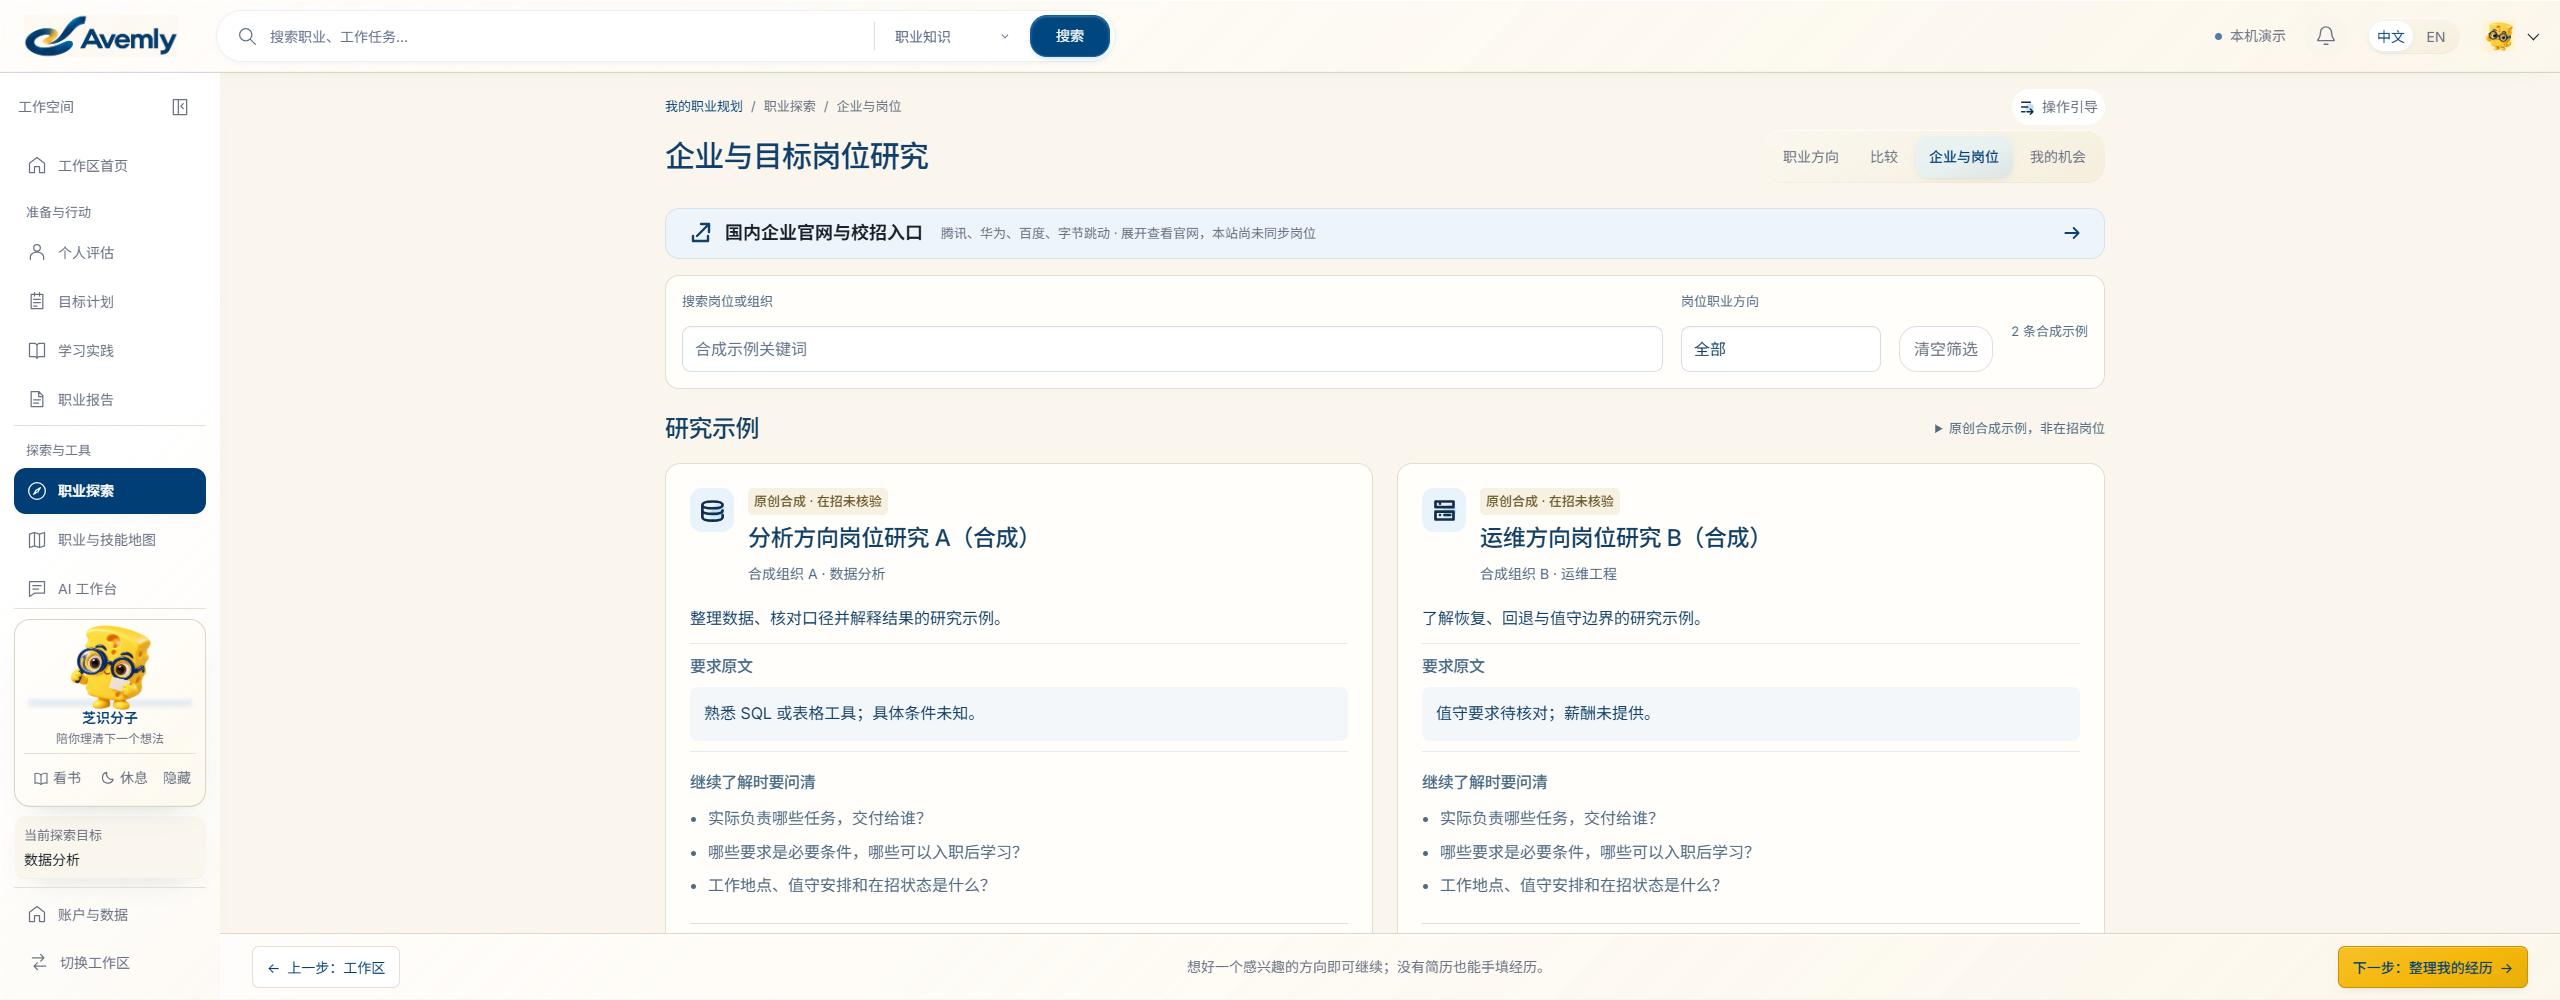 Avemly
搜索职业、工作任务...
职业知识
搜索
本机演示
中文
EN
工作空间
工作区首页
准备与行动
个人评估
目标计划
学习实践
职业报告
探索与工具
职业探索
职业与技能地图
AI 工作台
芝识分子
陪你理清下一个想法
看书
休息
隐藏
当前探索目标
数据分析
账户与数据
切换工作区
我的职业规划 / 职业探索 / 企业与岗位
操作引导
企业与目标岗位研究
职业方向
比较
企业与岗位
我的机会
国内企业官网与校招入口
腾讯、华为、百度、字节跳动 · 展开查看官网，本站尚未同步岗位
搜索岗位或组织
合成示例关键词
岗位职业方向
全部
清空筛选
2 条合成示例
研究示例
原创合成示例，非在招岗位
原创合成 · 在招未核验
分析方向岗位研究 A（合成）
合成组织 A · 数据分析
整理数据、核对口径并解释结果的研究示例。
要求原文
熟悉 SQL 或表格工具；具体条件未知。
继续了解时要问清
• 实际负责哪些任务，交付给谁？
• 哪些要求是必要条件，哪些可以入职后学习？
• 工作地点、值守安排和在招状态是什么？
原创合成 · 在招未核验
运维方向岗位研究 B（合成）
合成组织 B · 运维工程
了解恢复、回退与值守边界的研究示例。
要求原文
值守要求待核对；薪酬未提供。
继续了解时要问清
• 实际负责哪些任务，交付给谁？
• 哪些要求是必要条件，哪些可以入职后学习？
• 工作地点、值守安排和在招状态是什么？
← 上一步：工作区
想好一个感兴趣的方向即可继续；没有简历也能手填经历。
下一步：整理我的经历 →